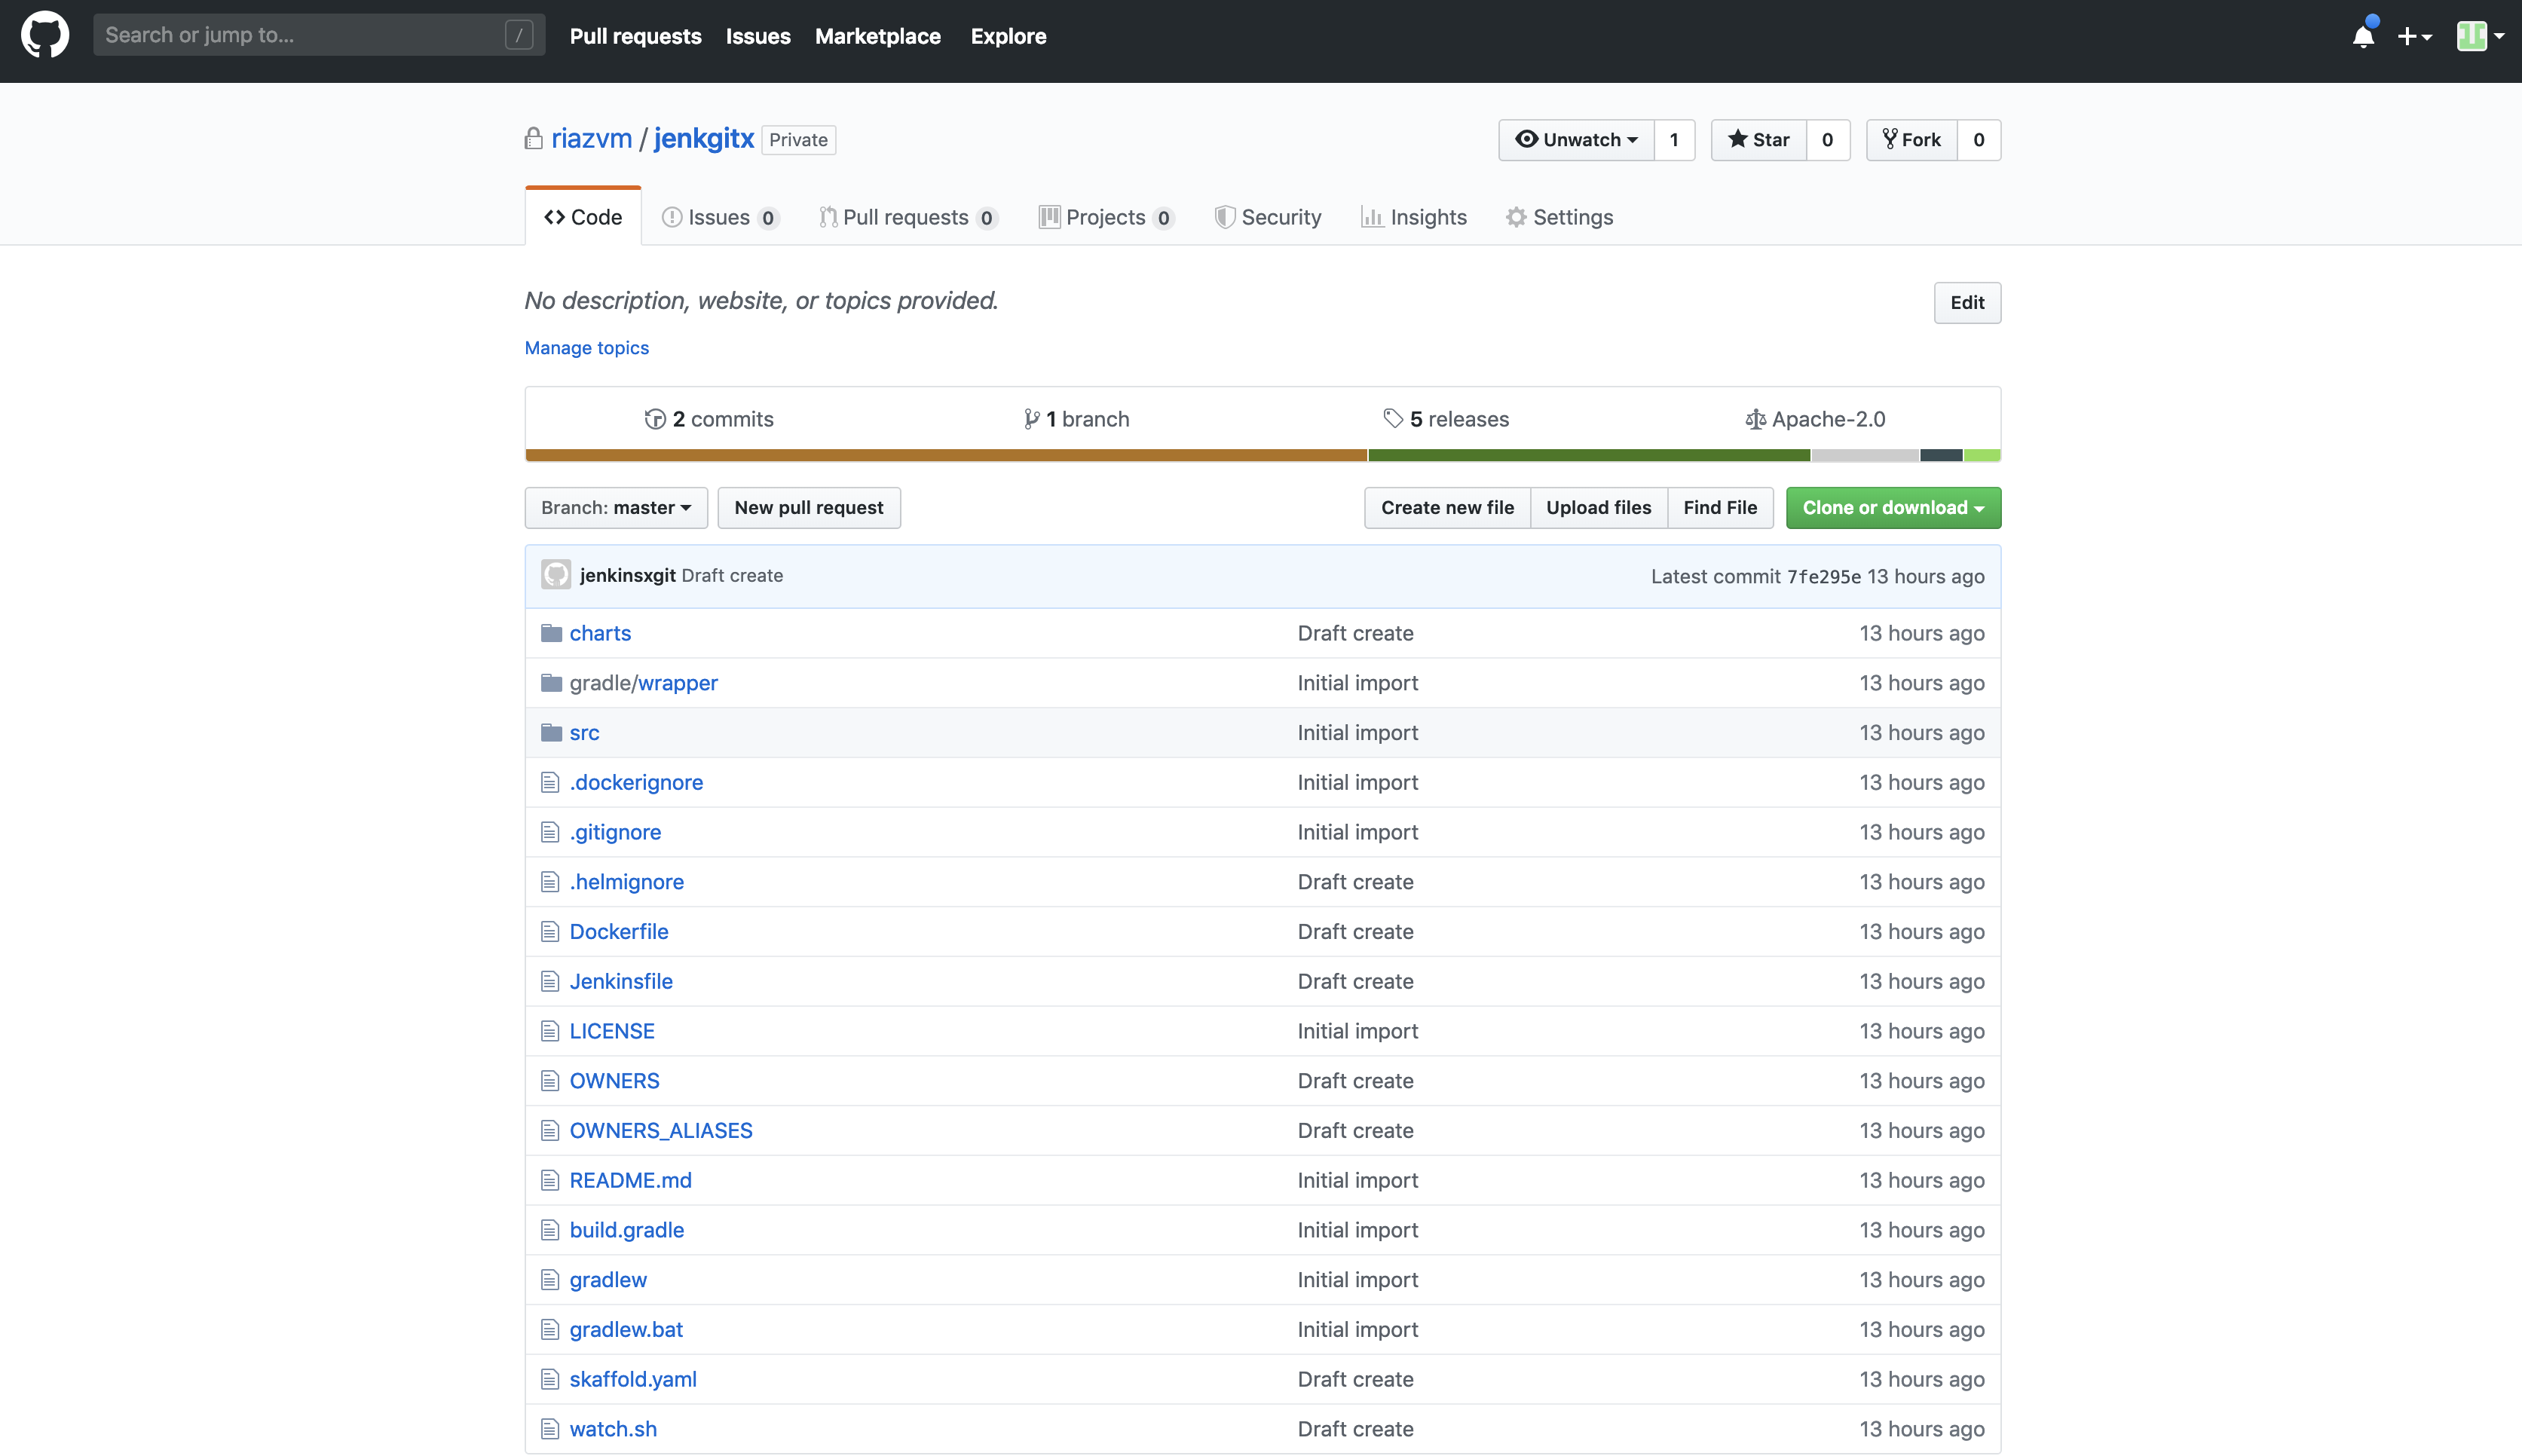 Search or jump to... / Pull requests Issues Marketplace Explore
riazvm / jenkgitx Private Unwatch 1 Star 0 Fork 0
Code Issues 0 Pull requests 0 Projects 0 Security Insights Settings
No description, website, or topics provided. Edit
Manage topics
2 commits 1 branch 5 releases Apache-2.0
Branch: master New pull request Create new file Upload files Find File Clone or download
jenkinsxgit Draft create Latest commit 7fe295e 13 hours ago
charts Draft create 13 hours ago
gradle/wrapper Initial import 13 hours ago
src Initial import 13 hours ago
.dockerignore Initial import 13 hours ago
.gitignore Initial import 13 hours ago
.helmignore Draft create 13 hours ago
Dockerfile Draft create 13 hours ago
Jenkinsfile Draft create 13 hours ago
LICENSE Initial import 13 hours ago
OWNERS Draft create 13 hours ago
OWNERS_ALIASES Draft create 13 hours ago
README.md Initial import 13 hours ago
build.gradle Initial import 13 hours ago
gradlew Initial import 13 hours ago
gradlew.bat Initial import 13 hours ago
skaffold.yaml Draft create 13 hours ago
watch.sh Draft create 13 hours ago